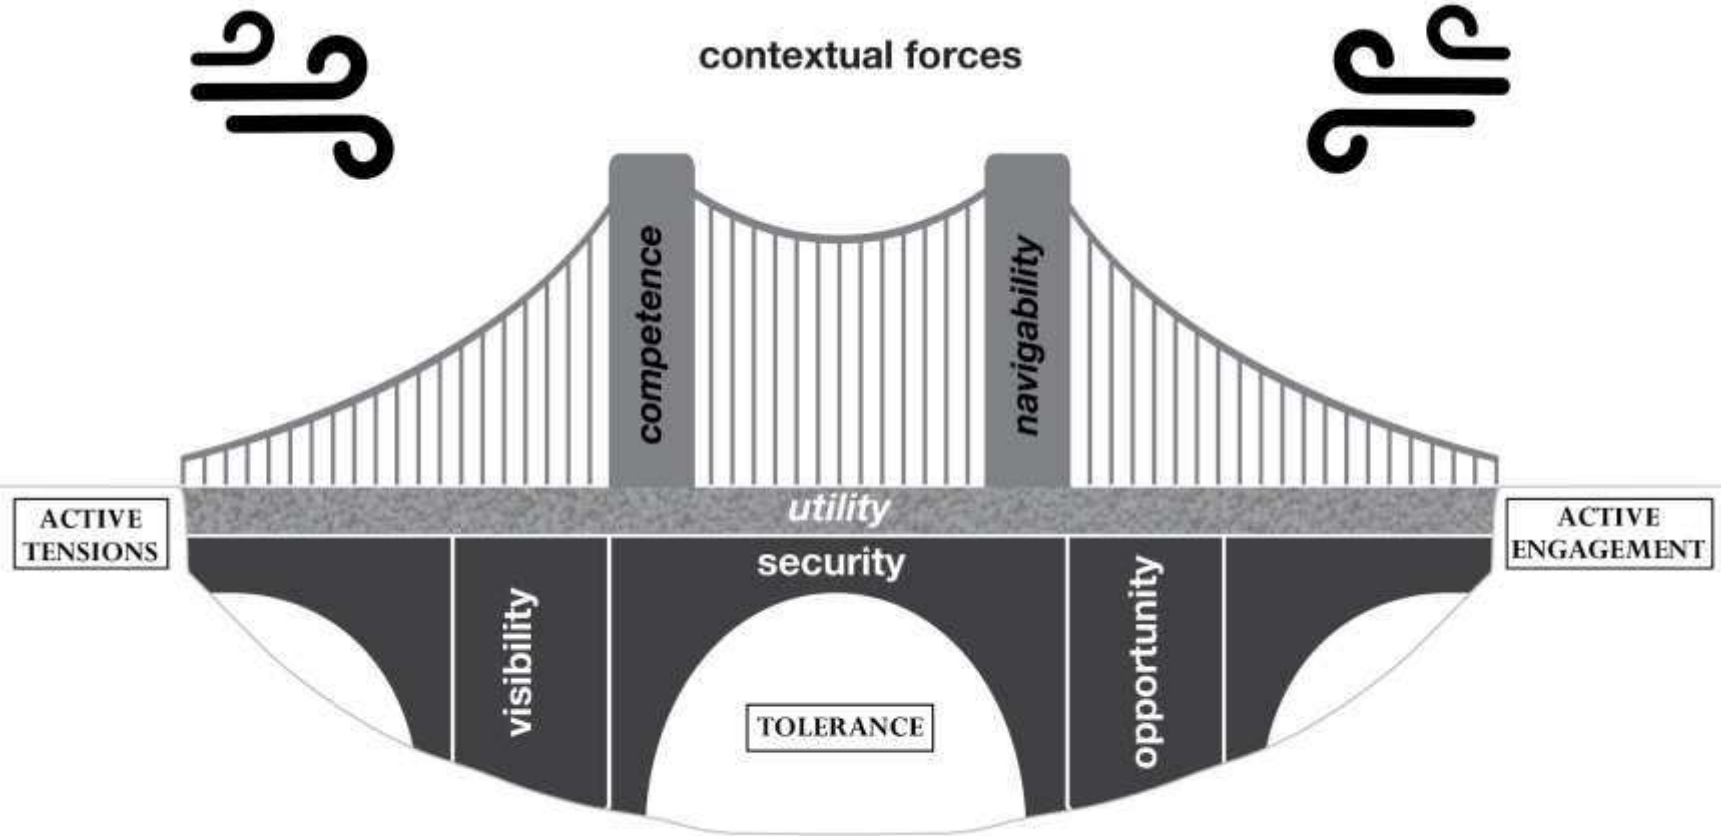 contextual forces
competence
navigability
utility
ACTIVE
TENSIONS
ACTIVE
ENGAGEMENT
security
visibility
opportunity
TOLERANCE